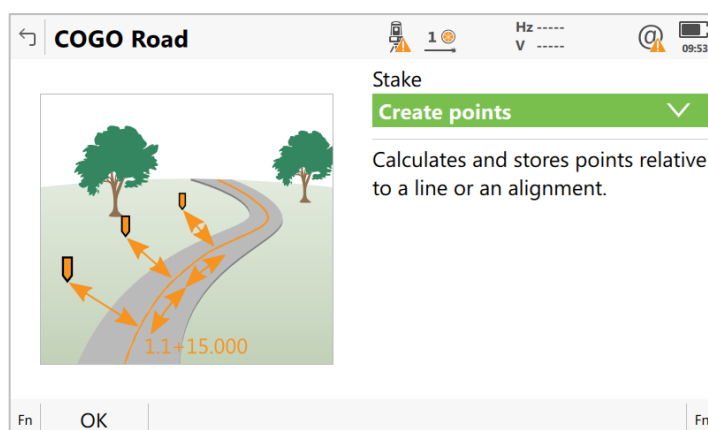 COGO Road
1
Hz -----
V -----
@
09:53
Stake
Create points
Calculates and stores points relative
to a line or an alignment.
1.1+15.000
Fn
OK
Fn